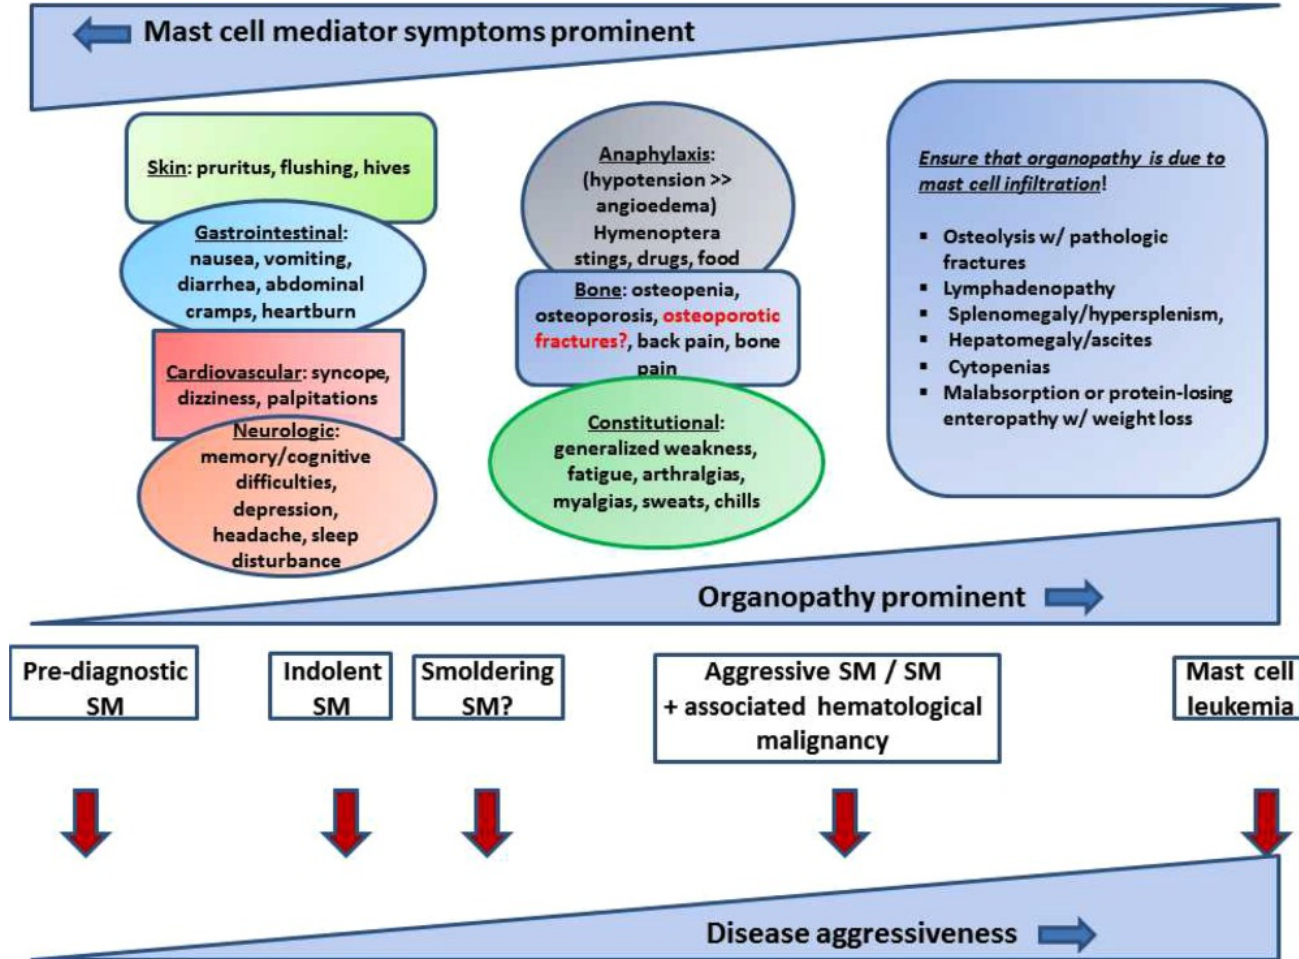 Mast cell mediator symptoms prominent
Skin: pruritus, flushing, hives
Gastrointestinal:
nausea, vomiting,
diarrhea, abdominal
cramps, heartburn
Cardiovascular: syncope,
dizziness, palpitations
Neurologic:
memory/cognitive
difficulties,
depression,
headache, sleep
disturbance
Anaphylaxis:
(hypotension >>
angioedema)
Hymenoptera
stings, drugs, food
Bone: osteopenia,
osteoporosis, osteoporotic
fractures?, back pain, bone
pain
Constitutional:
generalized weakness,
fatigue, arthralgias,
myalgias, sweats, chills
Ensure that organopathy is due to
mast cell infiltration!
▪ Osteolysis w/ pathologic
fractures
▪ Lymphadenopathy
▪ Splenomegaly/hypersplenism,
▪ Hepatomegaly/ascites
▪ Cytopenias
▪ Malabsorption or protein-losing
enteropathy w/ weight loss
Organopathy prominent
Pre-diagnostic
SM
Indolent
SM
Smoldering
SM?
Aggressive SM / SM
+ associated hematological
malignancy
Mast cell
leukemia
Disease aggressiveness